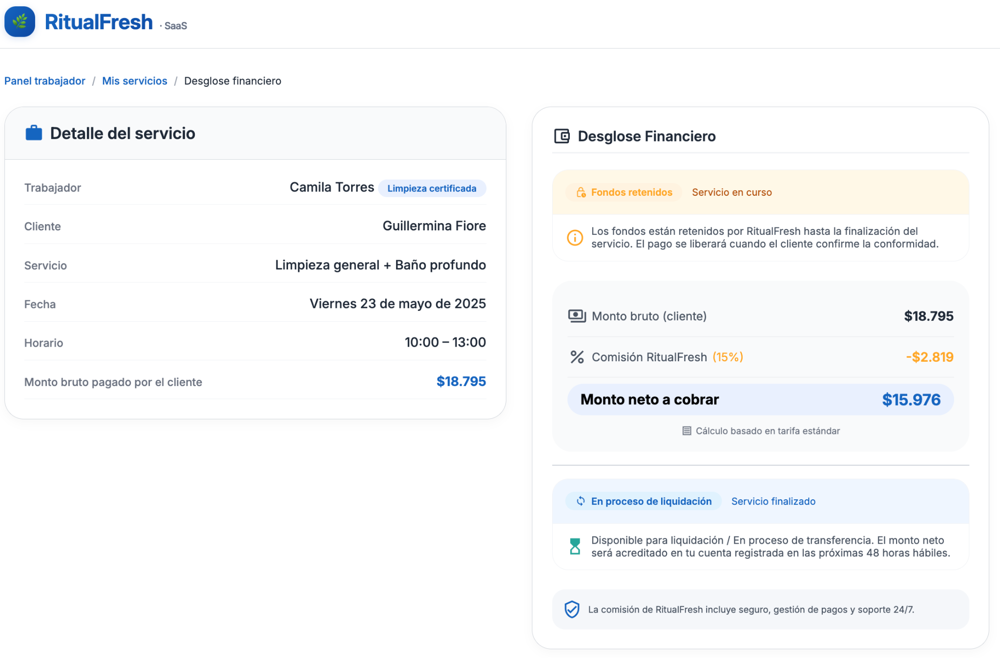 RitualFresh · SaaS
Panel trabajador / Mis servicios / Desglose financiero
Detalle del servicio
Trabajador Camila Torres Limpieza certificada
Cliente Guillermina Fiore
Servicio Limpieza general + Baño profundo
Fecha Viernes 23 de mayo de 2025
Horario 10:00 – 13:00
Monto bruto pagado por el cliente $18.795
Desglose Financiero
Fondos retenidos Servicio en curso
Los fondos están retenidos por RitualFresh hasta la finalización del
servicio. El pago se liberará cuando el cliente confirme la conformidad.
Monto bruto (cliente) $18.795
Comisión RitualFresh (15%) -$2.819
Monto neto a cobrar $15.976
Cálculo basado en tarifa estándar
En proceso de liquidación Servicio finalizado
Disponible para liquidación / En proceso de transferencia. El monto neto
será acreditado en tu cuenta registrada en las próximas 48 horas hábiles.
La comisión de RitualFresh incluye seguro, gestión de pagos y soporte 24/7.